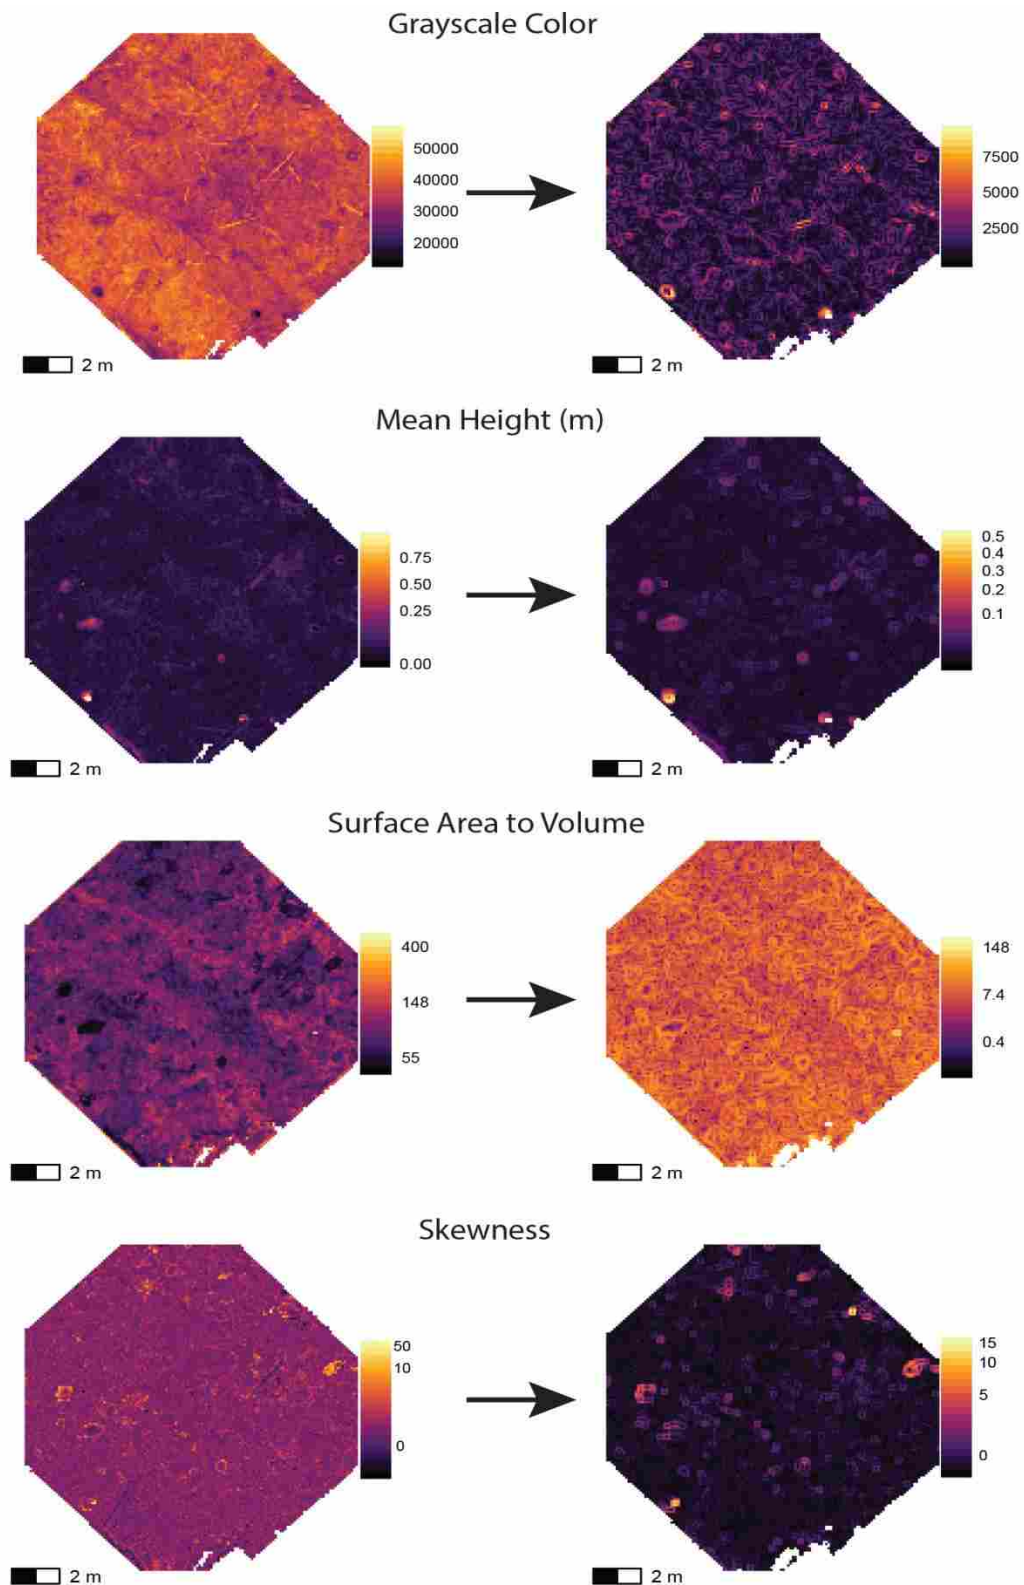 Grayscale Color
50000
40000
30000
20000
7500
5000
2500
2 m
2 m
Mean Height (m)
0.75
0.50
0.25
0.00
0.5
0.4
0.3
0.2
0.1
2 m
2 m
Surface Area to Volume
400
148
55
148
7.4
0.4
2 m
2 m
Skewness
50
10
0
15
10
5
0
2 m
2 m